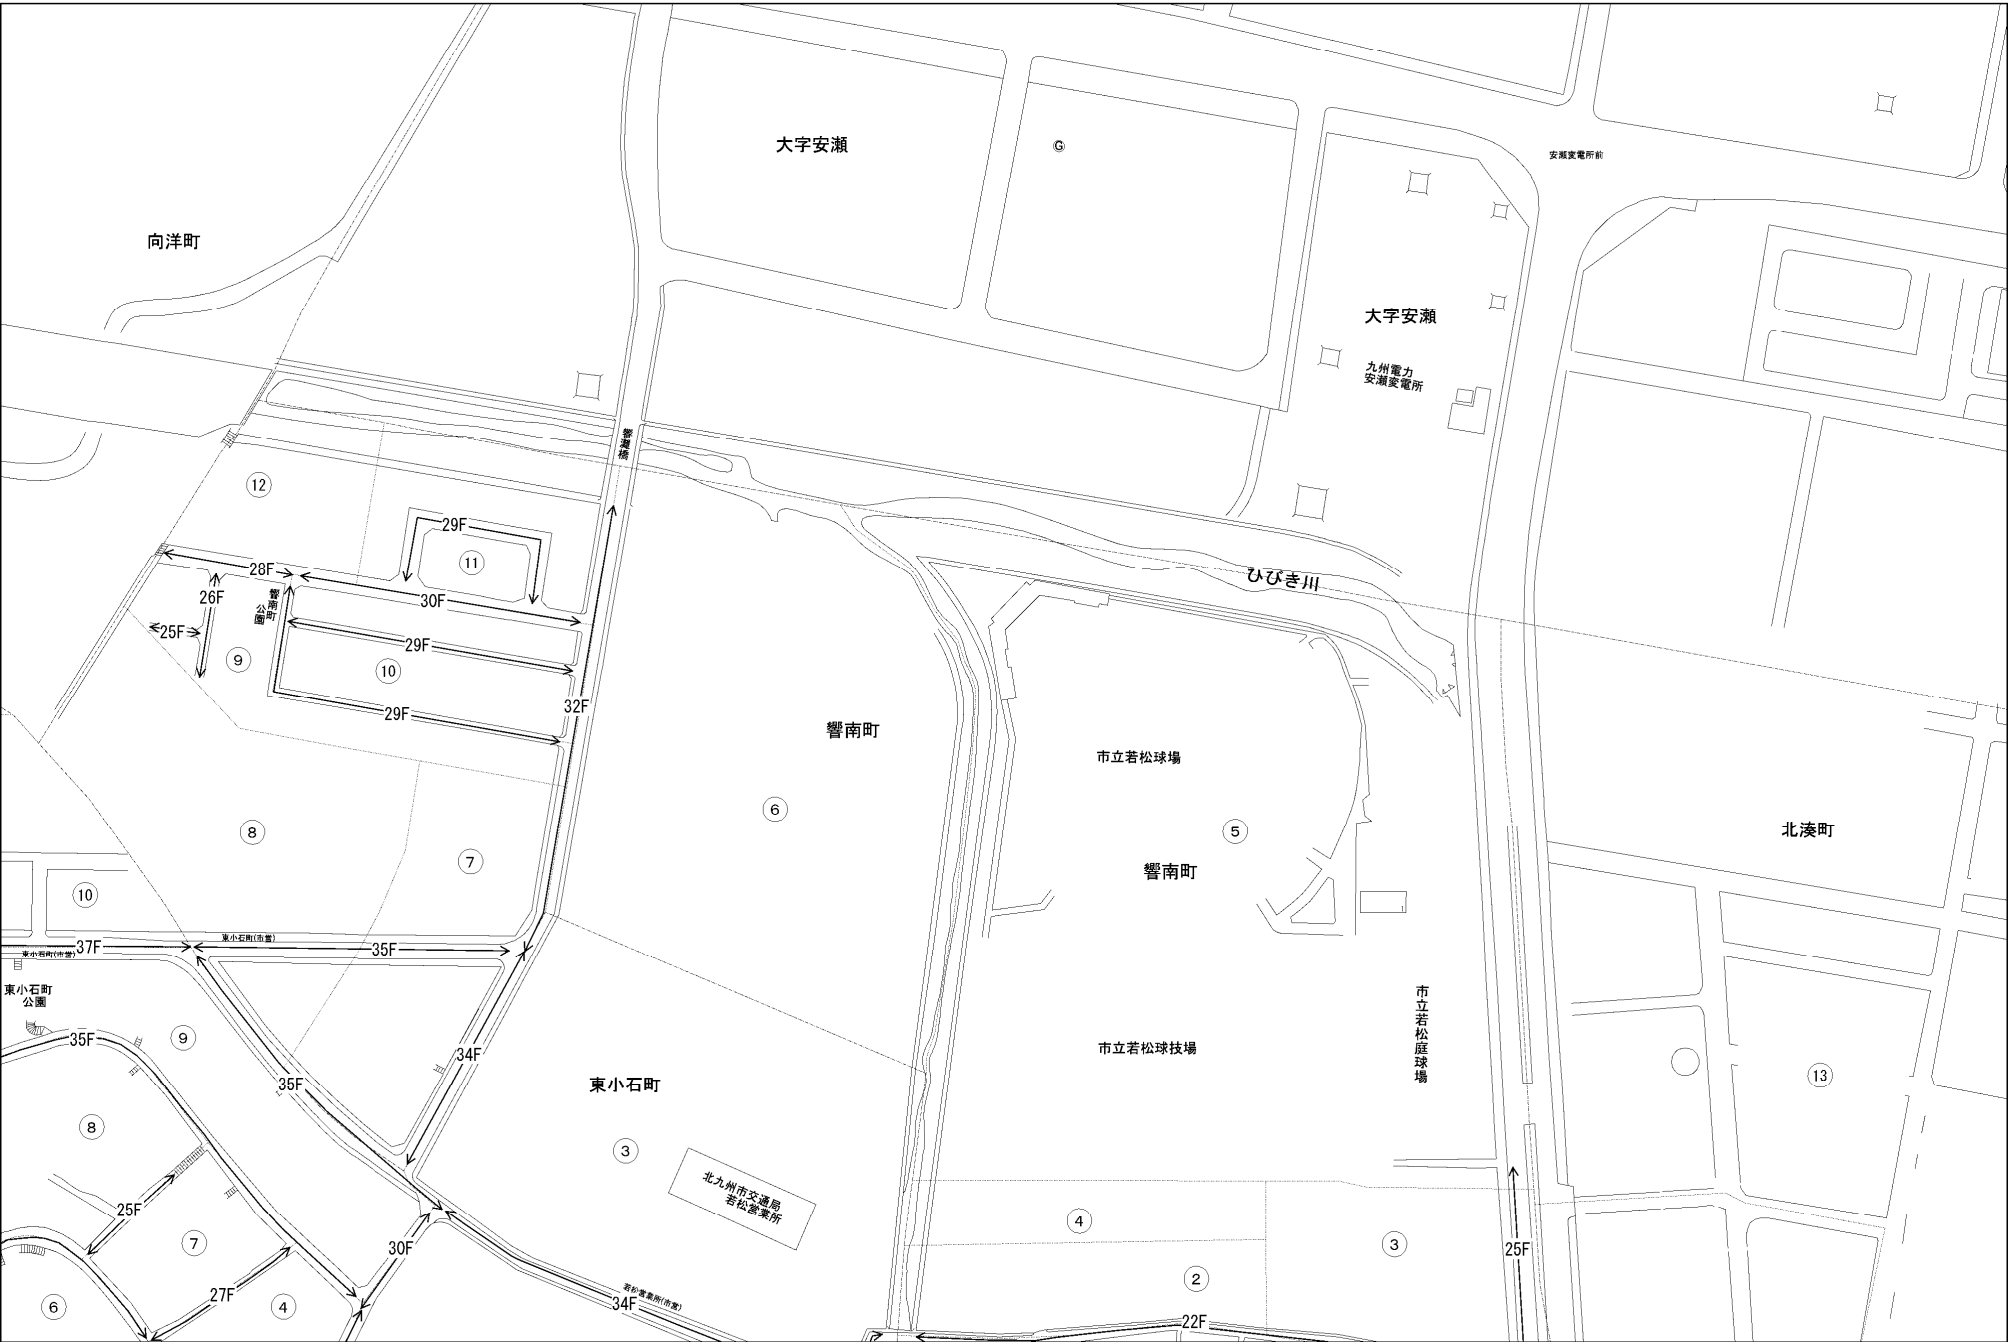 大字安瀬
G
安瀬変電所前
向洋町
大字安瀬
九州電力
安瀬変電所
響灘橋
12
29F
11
28F
ひびき川
26F
響南町
公園
30F
25F
29F
9
10
32F
29F
響南町
市立若松球場
6
8
5
北湊町
7
響南町
10
東小石町(市営)
37F
35F
東小石町(市営)
東小石町
公園
市立若松庭球場
9
35F
34F
市立若松球技場
13
35F
東小石町
8
3
北九州市交通局
若松営業所
25F
4
7
30F
3
25F
2
若松営業所(市営)
27F
34F
6
4
22F